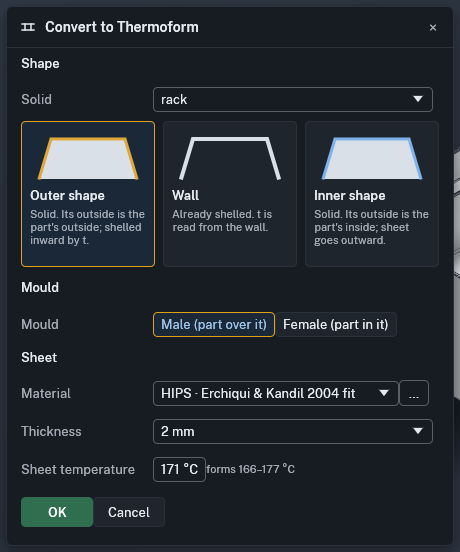 Convert to Thermoform
×
Shape
Solid
rack
Outer shape
Solid. Its outside is the
part's outside; shelled
inward by t.
Wall
Already shelled. t is
read from the wall.
Inner shape
Solid. Its outside is the
part's inside; sheet
goes outward.
Mould
Mould
Male (part over it)
Female (part in it)
Sheet
Material
HIPS · Erchiqui & Kandil 2004 fit
...
Thickness
2 mm
Sheet temperature
171 °C
forms 166–177 °C
OK
Cancel